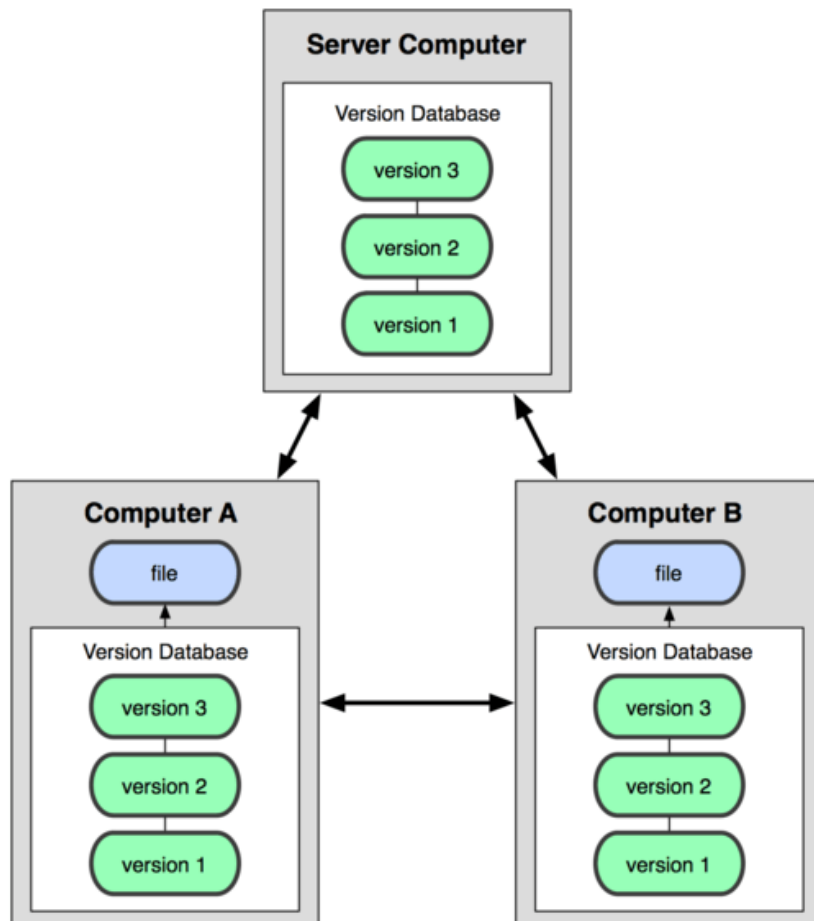 Server Computer
Version Database
version 3
version 2
version 1
Computer A
file
Version Database
version 3
version 2
version 1
Computer B
file
Version Database
version 3
version 2
version 1